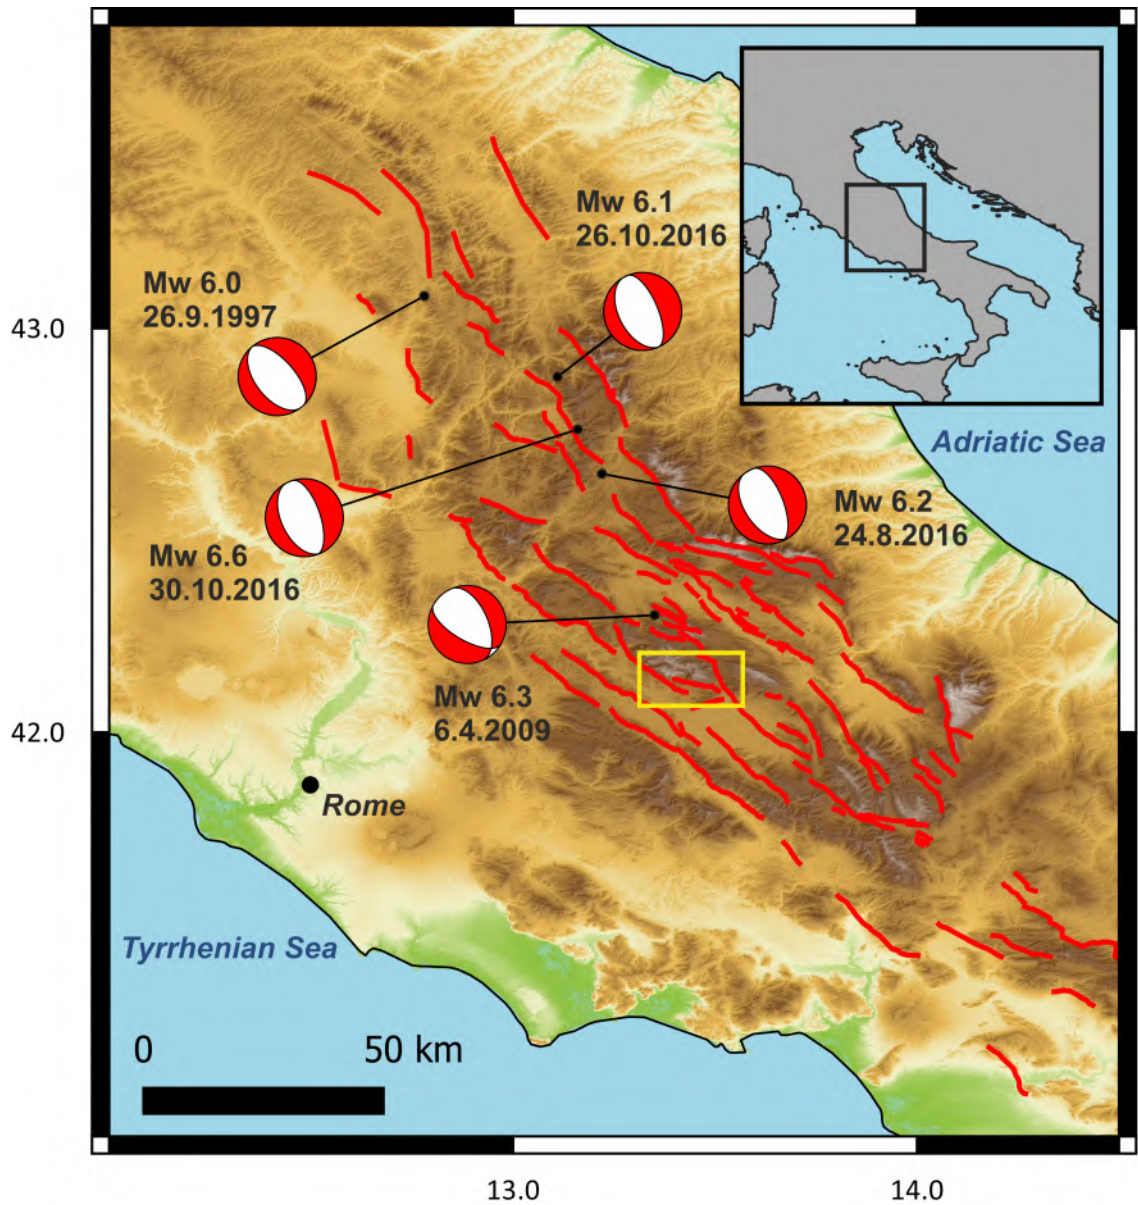 Mw 6.1
26.10.2016
Mw 6.0
26.9.1997
43.0
Adriatic Sea
Mw 6.2
24.8.2016
Mw 6.6
30.10.2016
Mw 6.3
6.4.2009
42.0
Rome
Tyrrhenian Sea
0 50 km
13.0 14.0